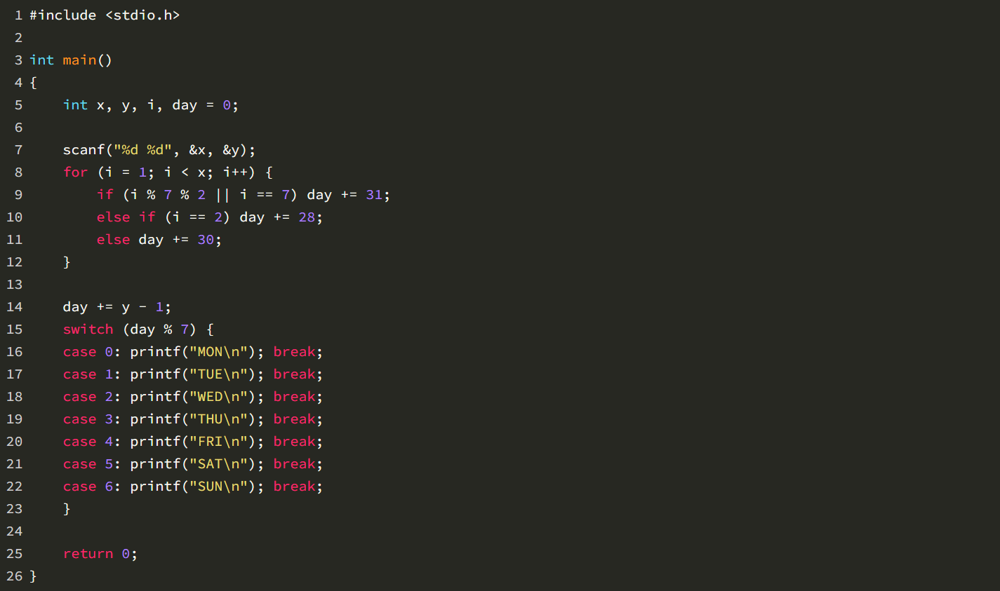 1 #include <stdio.h>
2
3 int main()
4 {
5     int x, y, i, day = 0;
6
7     scanf("%d %d", &x, &y);
8     for (i = 1; i < x; i++) {
9         if (i % 7 % 2 || i == 7) day += 31;
10         else if (i == 2) day += 28;
11         else day += 30;
12     }
13
14     day += y - 1;
15     switch (day % 7) {
16     case 0: printf("MON\n"); break;
17     case 1: printf("TUE\n"); break;
18     case 2: printf("WED\n"); break;
19     case 3: printf("THU\n"); break;
20     case 4: printf("FRI\n"); break;
21     case 5: printf("SAT\n"); break;
22     case 6: printf("SUN\n"); break;
23     }
24
25     return 0;
26 }